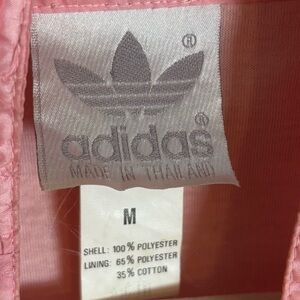 ®
adidas®
MADE IN THAILAND
M
SHELL: 100% POLYESTER
LINING: 65% POLYESTER
35% COTTON